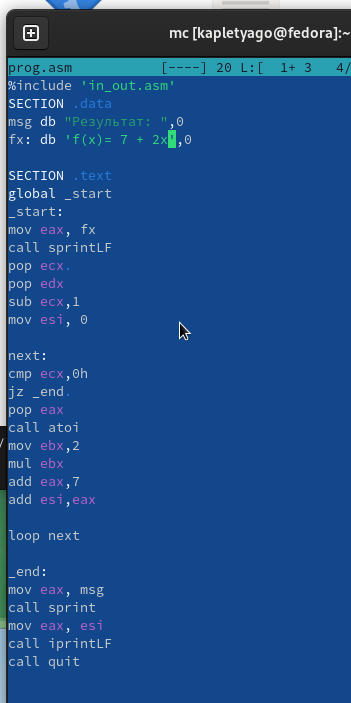 mc [kapletyago@fedora]:~
prog.asm [----] 20 L:[ 1+ 3 4/
%include 'in_out.asm'
SECTION .data
msg db "Результат: ",0
fx: db 'f(x)= 7 + 2x',0
SECTION .text
global _start
_start:
mov eax, fx
call sprintLF
pop ecx.
pop edx
sub ecx,1
mov esi, 0
next:
cmp ecx,0h
jz _end.
pop eax
call atoi
mov ebx,2
mul ebx
add eax,7
add esi,eax
loop next
_end:
mov eax, msg
call sprint
mov eax, esi
call iprintLF
call quit